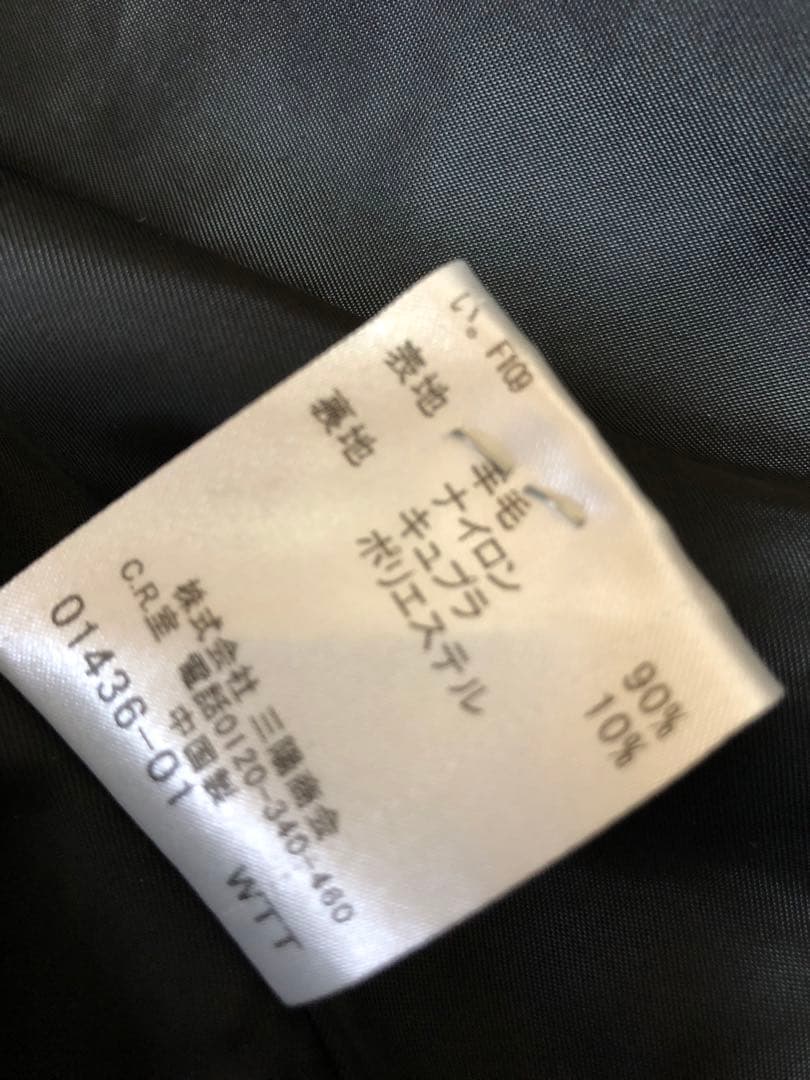 い。 F109
表地 羊毛 90%
ナイロン 10%
裏地 キュプラ
ポリエステル
株式会社 三陽商会
C.R.室 電話0120-340-460
中国製
01436-01 WTT